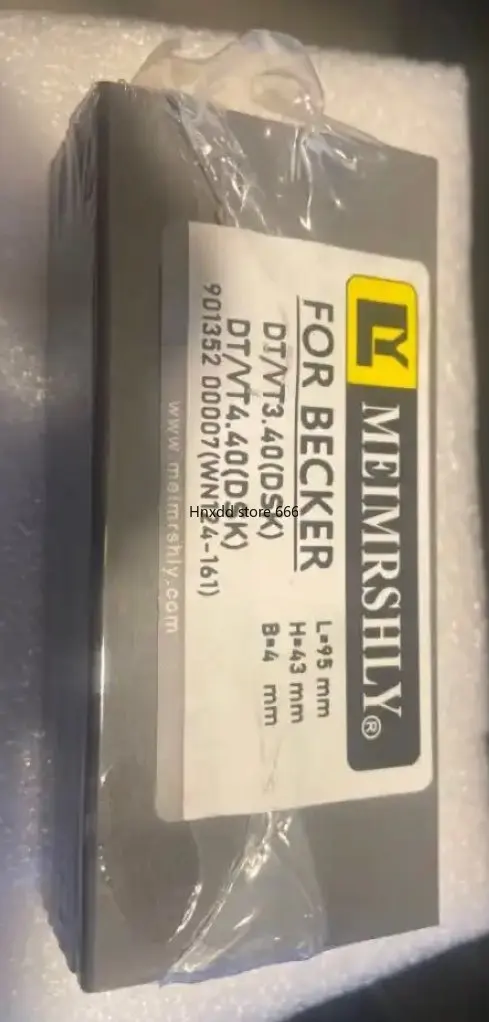 LY MEIMRSHLY®
FOR BECKER
DT/VT3.40(DSK)
DT/VT4.40(DSK)
901352 00007(WN124-161)
L=95 mm
H=43 mm
B=4 mm
www.meimrshly.com
Hnxdd store 666